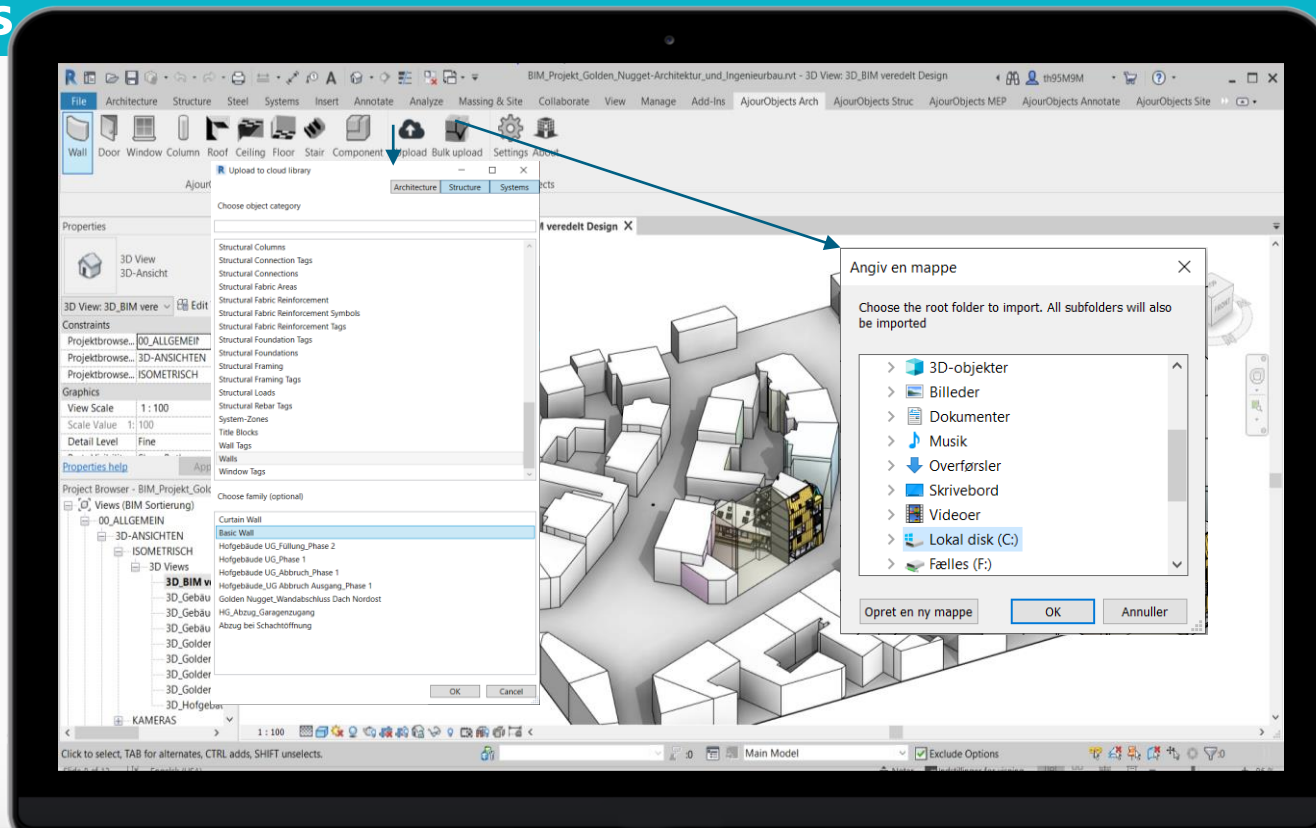 s
BIM_Projekt_Golden_Nugget-Architektur_und_Ingenieurbau.rvt - 3D View: 3D_BIM veredelt Design
th95M9M
File Architecture Structure Steel Systems Insert Annotate Analyze Massing & Site Collaborate View Manage Add-Ins AjourObjects Arch AjourObjects Struc AjourObjects MEP AjourObjects Annotate AjourObjects Site
Wall Door Window Column Roof Ceiling Floor Stair Component Upload Bulk upload Settings About
Upload to cloud library
Architecture Structure Systems
Choose object category
Structural Columns
Structural Connection Tags
Structural Connections
Structural Fabric Areas
Structural Fabric Reinforcement
Structural Fabric Reinforcement Symbols
Structural Fabric Reinforcement Tags
Structural Foundation Tags
Structural Foundations
Structural Framing
Structural Framing Tags
Structural Loads
Structural Rebar Tags
System-Zones
Title Blocks
Wall Tags
Walls
Window Tags
Choose family (optional)
Curtain Wall
Basic Wall
Hofgebäude UG_Füllung_Phase 2
Hofgebäude UG_Phase 1
Hofgebäude UG_Abbruch_Phase 1
Hofgebäude_UG Abbruch Ausgang_Phase 1
Golden Nugget_Wandabschluss Dach Nordost
HG_Abzug_Garagenzugang
Abzug bei Schachtöffnung
OK Cancel
Ajour
ects
M veredelt Design
Properties
3D View
3D-Ansicht
3D View: 3D_BIM vere Edit
Constraints
Projektbrowse... 00_ALLGEMEIN
Projektbrowse... 3D-ANSICHTEN
Projektbrowse... ISOMETRISCH
Graphics
View Scale 1 : 100
Scale Value 1: 100
Detail Level Fine
Properties help App
Project Browser - BIM_Projekt_Gold
Views (BIM Sortierung)
00_ALLGEMEIN
3D-ANSICHTEN
ISOMETRISCH
3D Views
3D_BIM v
3D_Gebäu
3D_Gebäu
3D_Gebäu
3D_Golder
3D_Golder
3D_Golder
3D_Golder
3D_Hofgebat
KAMERAS
Angiv en mappe
Choose the root folder to import. All subfolders will also
be imported
3D-objekter
Billeder
Dokumenter
Musik
Overførsler
Skrivebord
Videoer
Lokal disk (C:)
Fælles (F:)
Opret en ny mappe OK Annuller
FRONT
1 : 100
Click to select, TAB for alternates, CTRL adds, SHIFT unselects.
:0 Main Model Exclude Options :0